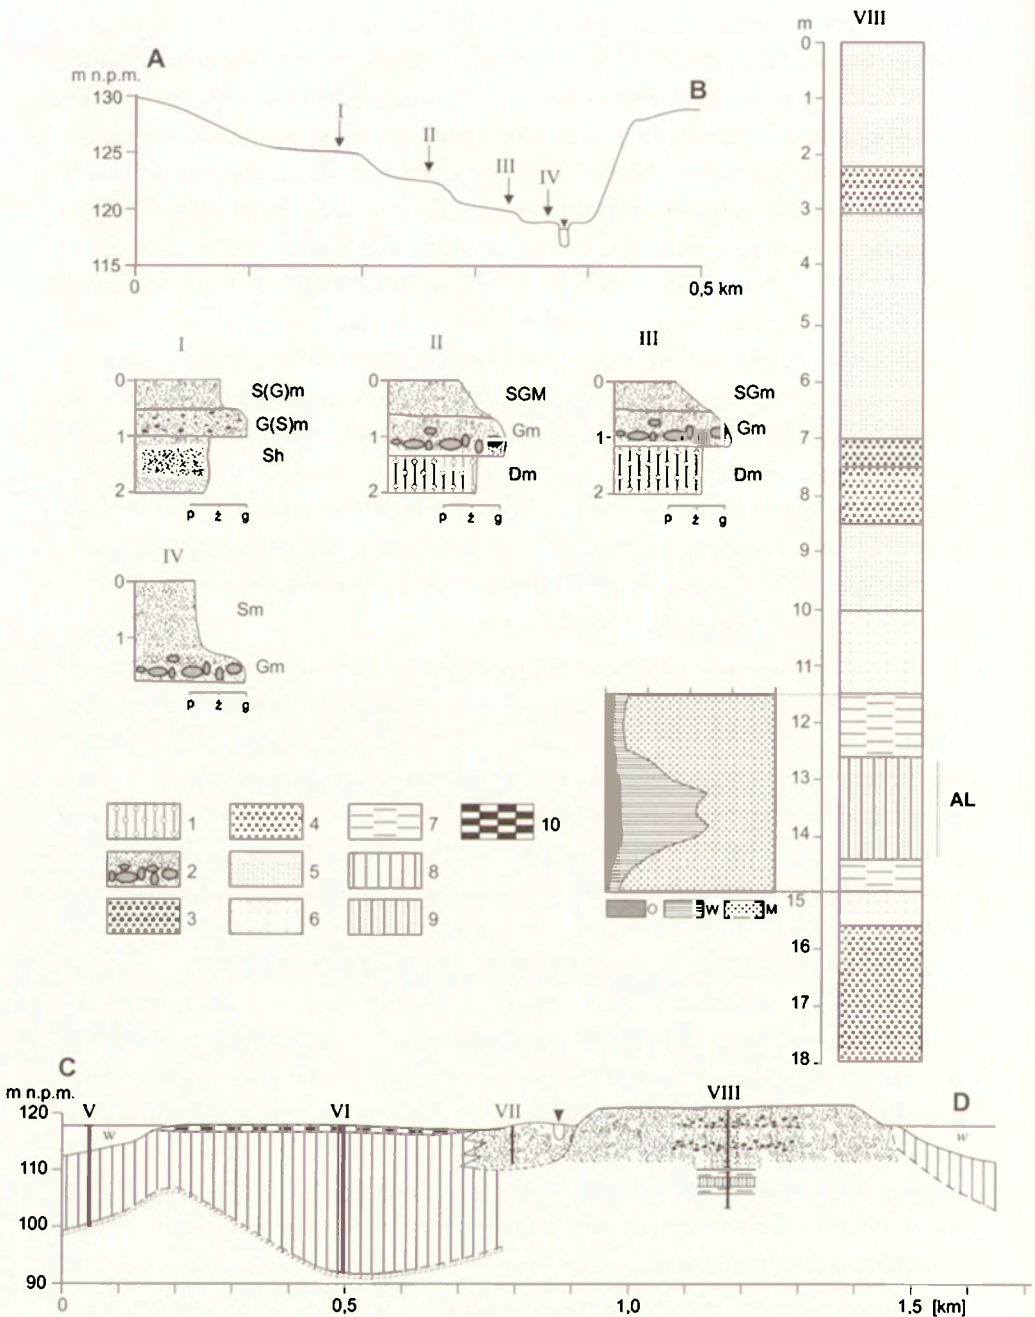 VIII
m
0
1
2
3
4
5
6
7
8
9
10
11
12
13
14
15
16
17
18
AL
A
B
m n.p.m.
130
125
120
115
I
II
III
IV
0
0,5 km
I
0
1
2
S(G)m
G(S)m
Sh
p ż g
II
0
1
2
SGM
Gm
Dm
p ż g
III
0
1-
2
SGm
Gm
Dm
p ż g
IV
0
1
Sm
Gm
p ż g
O W M
1 4 7 10
2 5 8
3 6 9
C
D
m n.p.m.
120
110
100
90
V
VI
VII
VIII
w
w
0 0,5 1,0 1,5 [km]